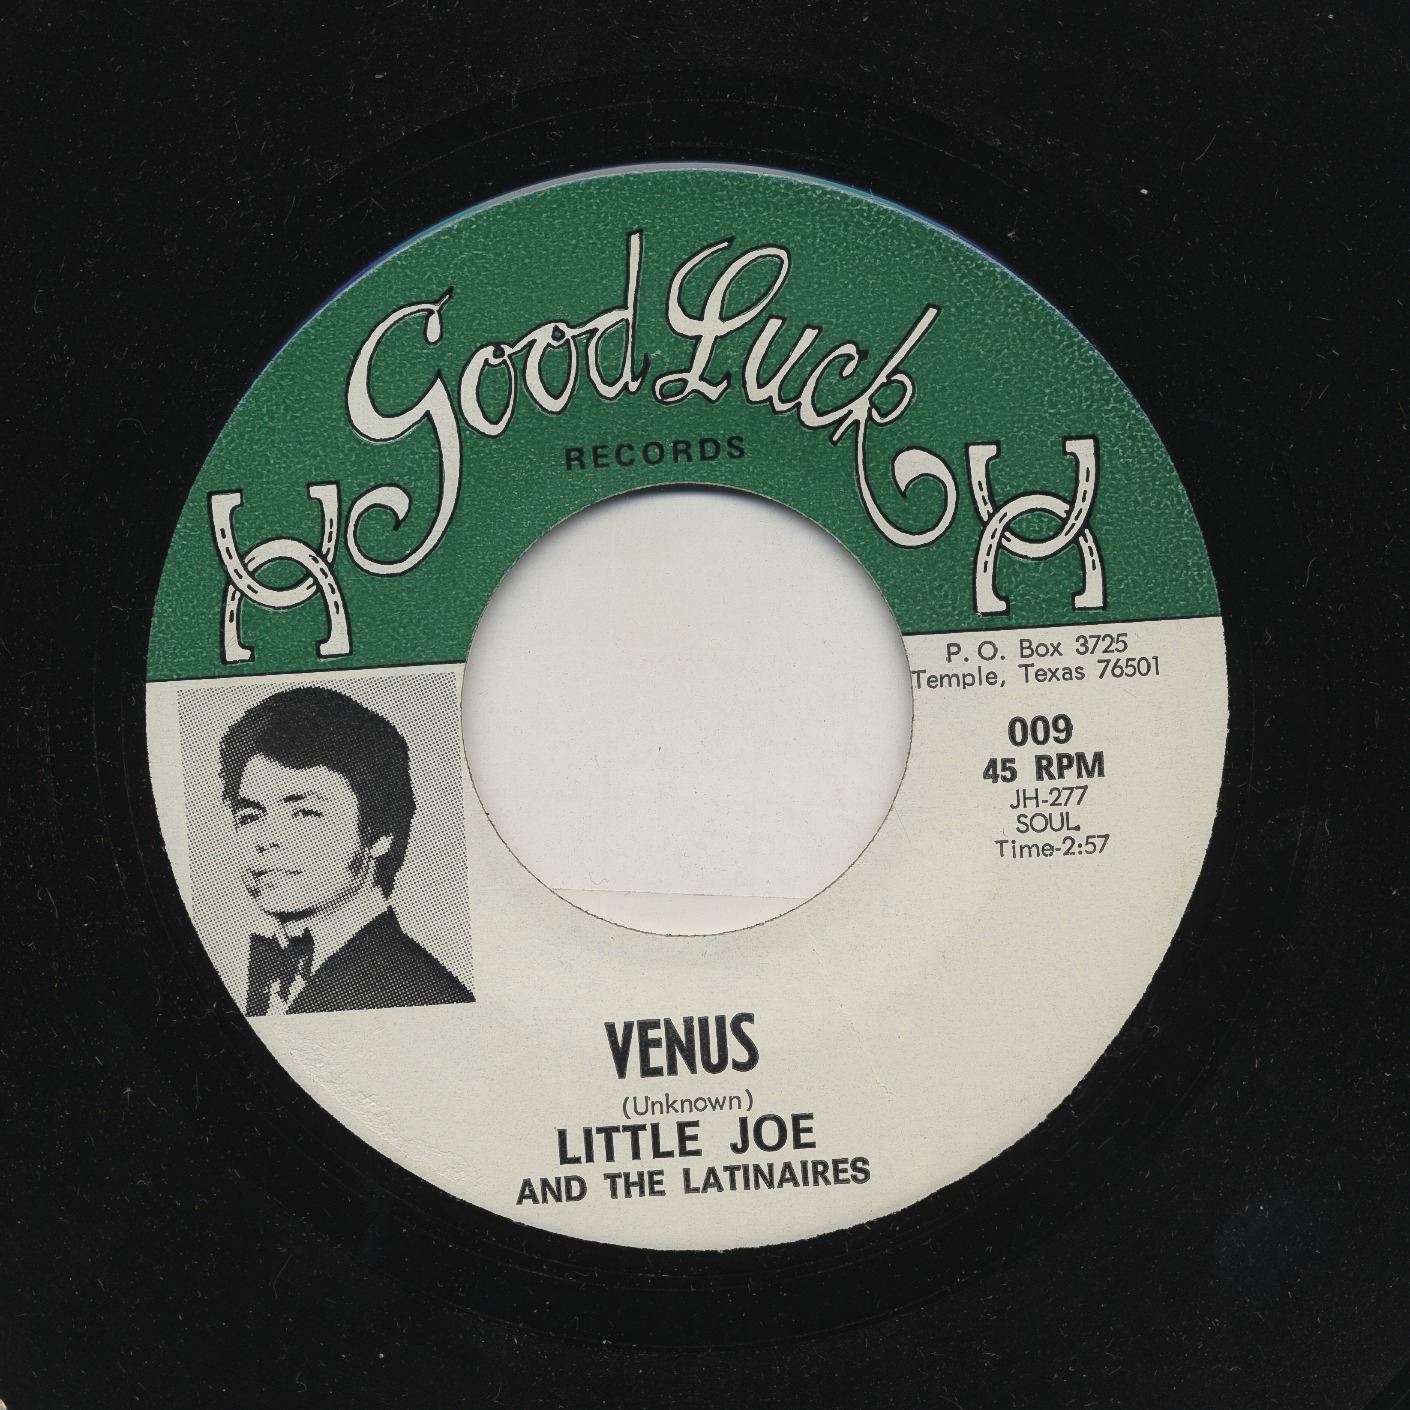 Good Luck
RECORDS
P. O. Box 3725
Temple, Texas 76501
009
45 RPM
JH-277
SOUL
Time-2:57
VENUS
(Unknown)
LITTLE JOE
AND THE LATINAIRES